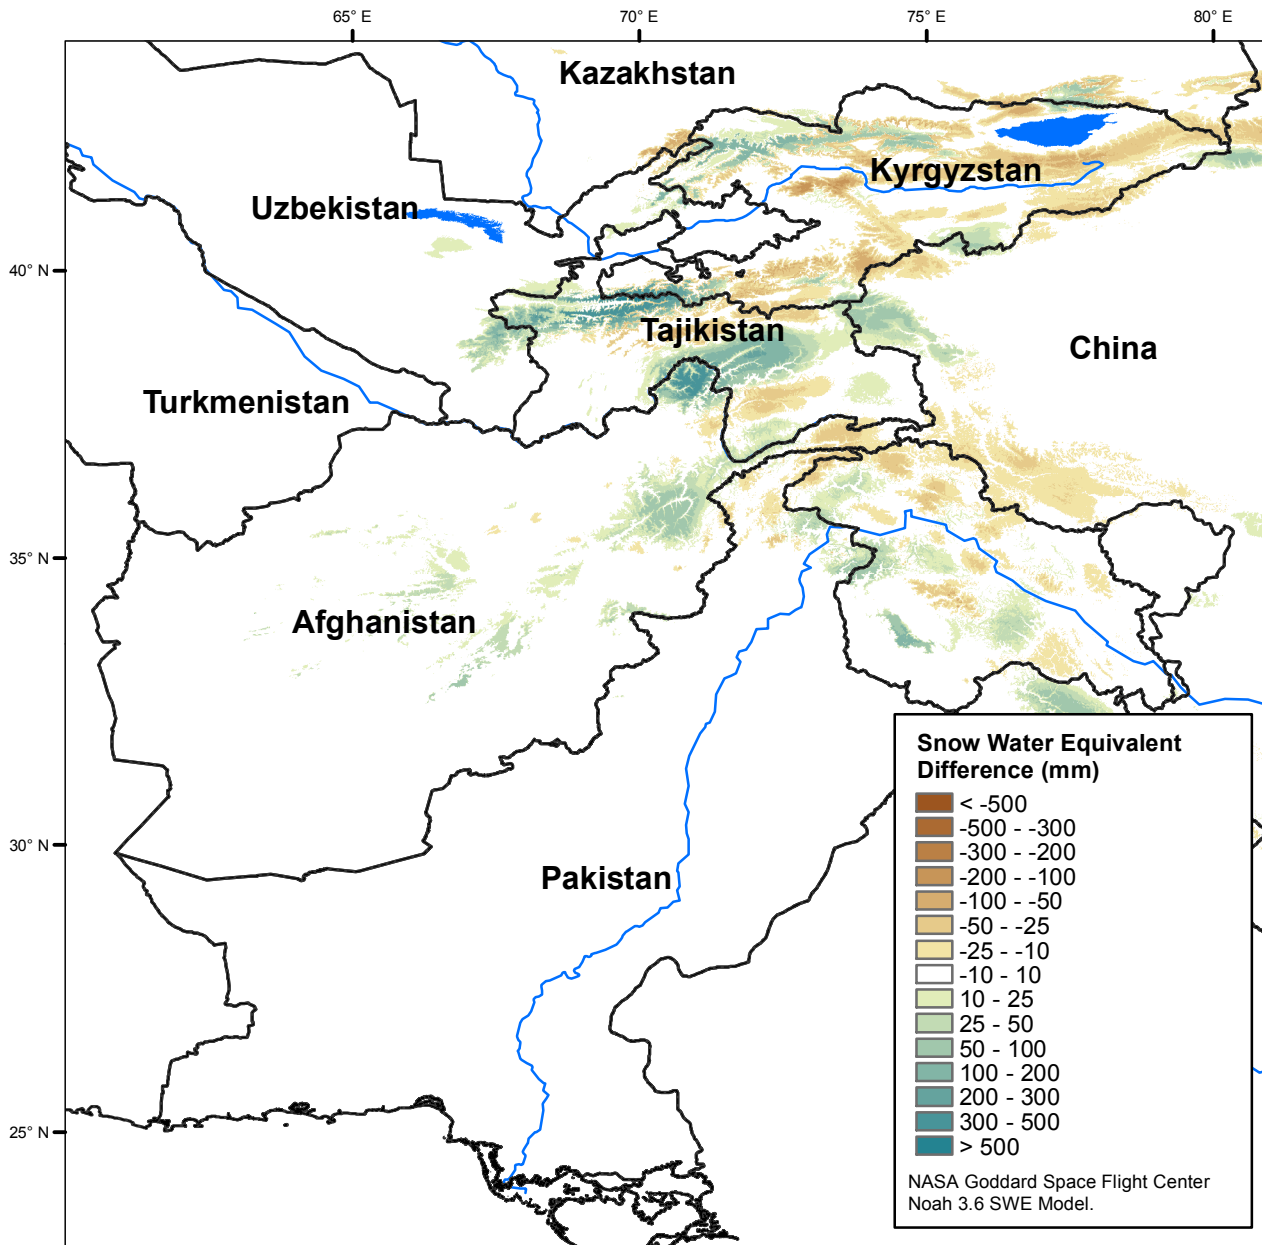 65° E
70° E
75° E
80° E
Kazakhstan
Kyrgyzstan
Uzbekistan
40° N
Tajikistan
China
Turkmenistan
35° N
Afghanistan
Snow Water Equivalent
Difference (mm)
< -500
-500 - -300
-300 - -200
-200 - -100
-100 - -50
-50 - -25
-25 - -10
-10 - 10
10 - 25
25 - 50
50 - 100
100 - 200
200 - 300
300 - 500
> 500
NASA Goddard Space Flight Center
Noah 3.6 SWE Model.
30° N
Pakistan
25° N